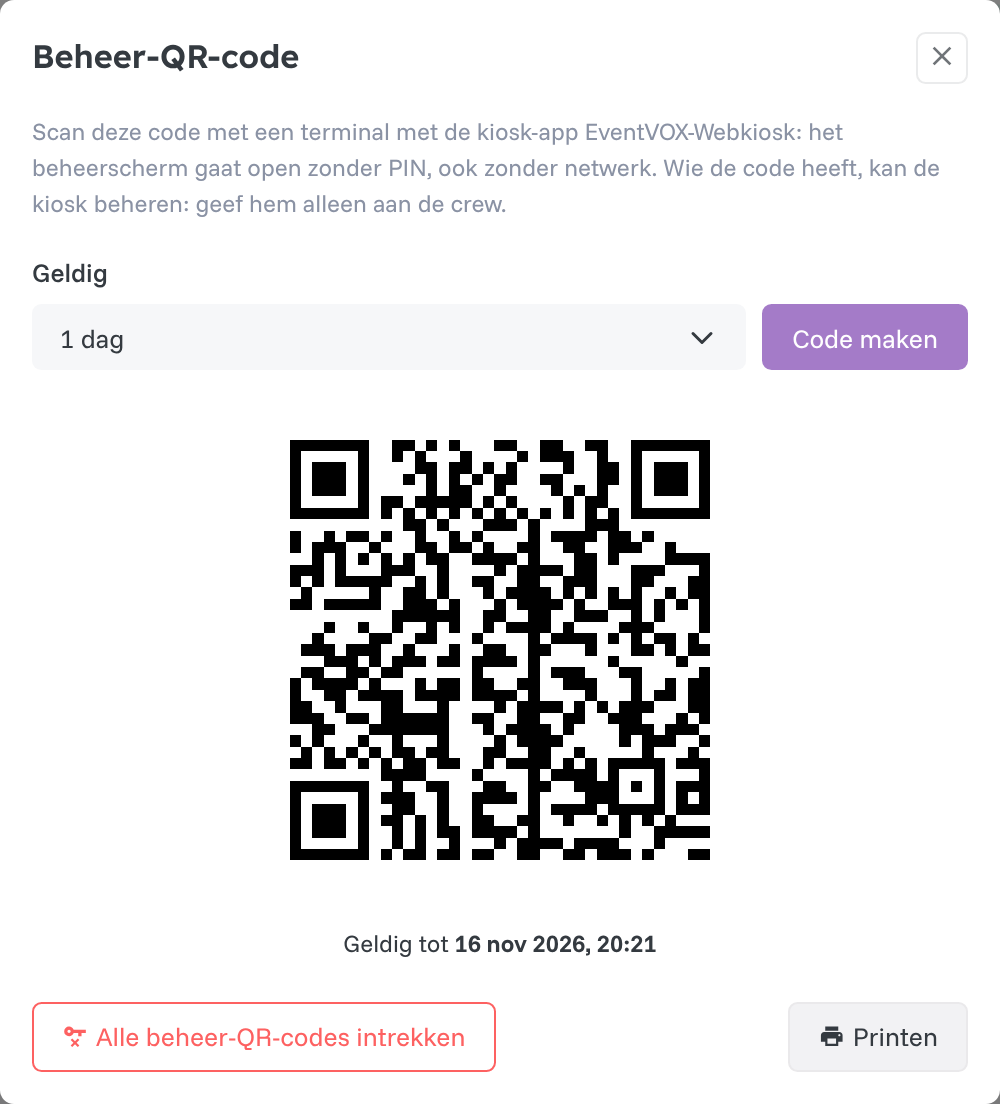 Beheer-QR-code
Scan deze code met een terminal met de kiosk-app EventVOX-Webkiosk: het
beheerscherm gaat open zonder PIN, ook zonder netwerk. Wie de code heeft, kan de
kiosk beheren: geef hem alleen aan de crew.
Geldig
1 dag
Code maken
Geldig tot 16 nov 2026, 20:21
Alle beheer-QR-codes intrekken
Printen